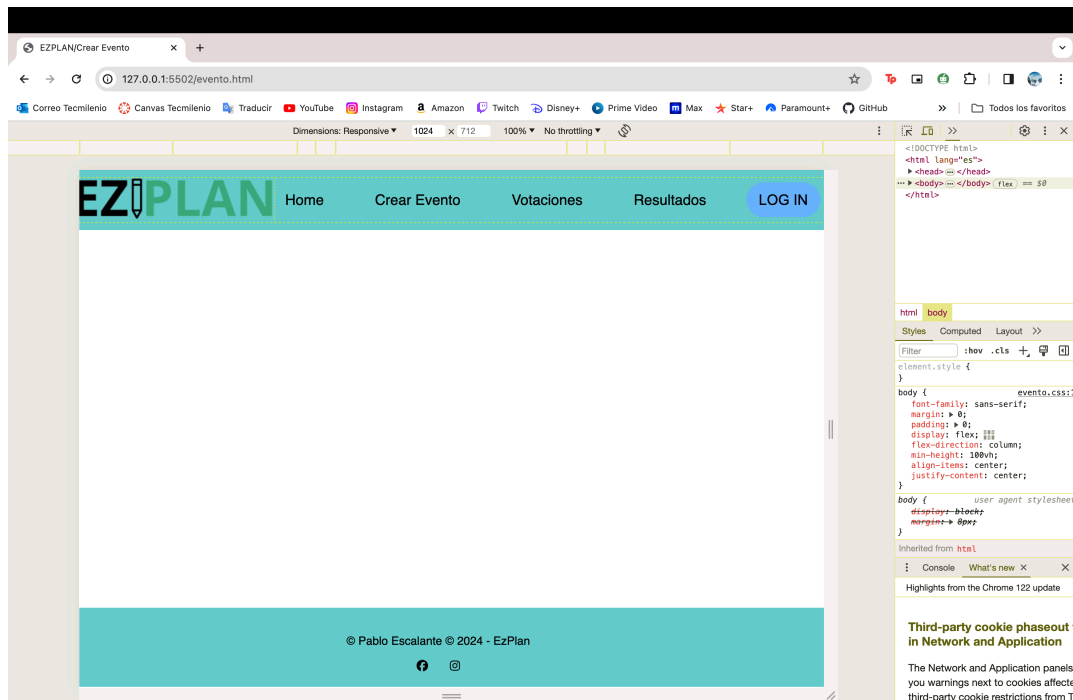 EZPLAN/Crear Evento
127.0.0.1:5502/evento.html
Correo Tecmilenio Canvas Tecmilenio Traducir YouTube Instagram Amazon Twitch Disney+ Prime Video Max Star+ Paramount+ GitHub » Todos los favoritos
Dimensions: Responsive ▼ 1024 × 712 100% ▼ No throttling ▼
EZPLAN Home Crear Evento Votaciones Resultados LOG IN
© Pablo Escalante © 2024 - EzPlan
<!DOCTYPE html>
<html lang="es">
▶ <head> … </head>
… ▶ <body> … </body> flex == $0
</html>
html body
Styles Computed Layout
Filter :hov .cls
element.style {
}
body { evento.css:
font-family: sans-serif;
margin: ▶ 0;
padding: ▶ 0;
display: flex;
flex-direction: column;
min-height: 100vh;
align-items: center;
justify-content: center;
}
body { user agent stylesheet
display: block;
margin: ▶ 8px;
}
Inherited from html
Console What's new ×
Highlights from the Chrome 122 update
Third-party cookie phaseout
in Network and Application
The Network and Application panels
you warnings next to cookies affecte
third-party cookie restrictions from T